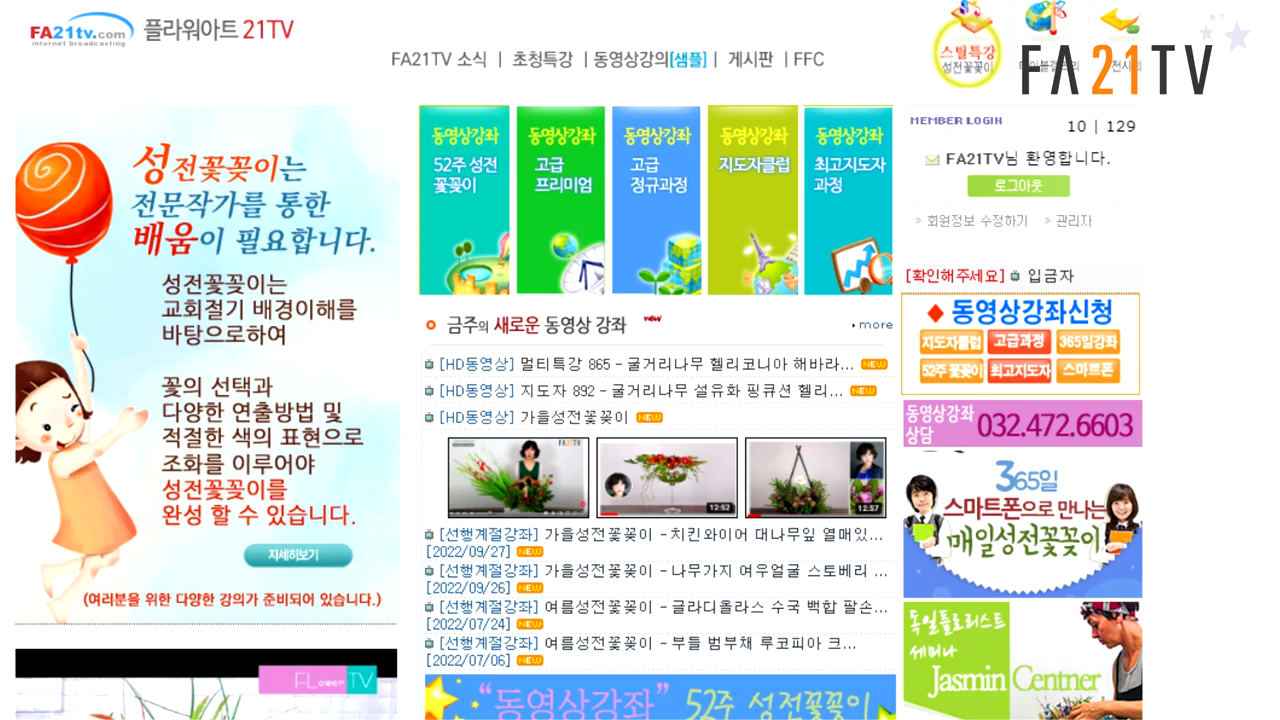 FA21tv.com
internet broadcasting
플라워아트 21TV
FA21TV 소식 | 초청특강 | 동영상강의[샘플] | 게시판 | FFC
스밀특강
성전꽃꽂이
FA21TV
성전꽃꽂이는
전문작가를 통한
배움이 필요합니다.
성전꽃꽂이는
교회절기 배경이해를
바탕으로하여
꽃의 선택과
다양한 연출방법 및
적절한 색의 표현으로
조화를 이루어야
성전꽃꽂이를
완성 할 수 있습니다.
자세히보기
(여러분을 위한 다양한 강의가 준비되어 있습니다.)
FLower TV
동영상강좌
52주 성전
꽃꽂이
동영상강좌
고급
프리미엄
동영상강좌
고급
정규과정
동영상강좌
지도자클럽
동영상강좌
최고지도자
과정
금주의 새로운 동영상 강좌 new
more
[HD동영상] 멀티특강 865 - 굴거리나무 헬리코니아 해바라... NEW
[HD동영상] 지도자 892 - 굴거리나무 설유화 핑큐션 헬리... NEW
[HD동영상] 가을성전꽃꽂이 NEW
FA21TV
12:52
12:57
[선행계절강좌] 가을성전꽃꽂이 - 치킨와이어 대나무잎 열매있...
[2022/09/27] NEW
[선행계절강좌] 가을성전꽃꽂이 - 나무가지 여우얼굴 스토베리 ...
[2022/09/26] NEW
[선행계절강좌] 여름성전꽃꽂이 - 글라디올라스 수국 백합 팔손...
[2022/07/24] NEW
[선행계절강좌] 여름성전꽃꽂이 - 부들 범부채 루코피아 크...
[2022/07/06] NEW
“동영상강좌” 52주 성전꽃꽂이
MEMBER LOGIN
10 | 129
FA21TV님 환영합니다.
로그아웃
회원정보 수정하기
관리자
[확인해주세요] 입금자
동영상강좌신청
지도자클럽 고급과정 365일강좌
52주 꽃꽂이 최고지도자 스마트폰
동영상강좌
상담
032.472.6603
365일
스마트폰으로 만나는
매일성전꽃꽂이
독일플로리스트
세미나
Jasmin Centner